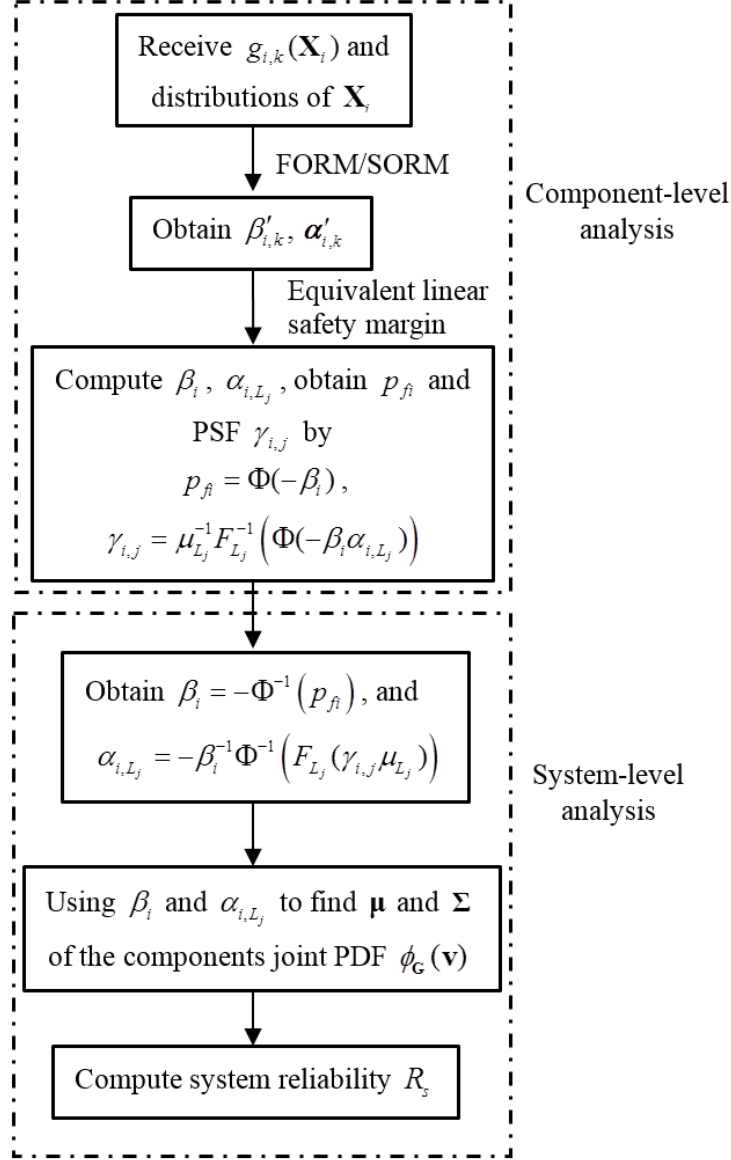 Receive g_{i,k}(𝐗_i) and
distributions of 𝐗_i
FORM/SORM
Obtain β′_{i,k}, 𝜶′_{i,k}
Equivalent linear
safety margin
Compute β_i , α_{i,L_j} , obtain p_{fi} and
PSF γ_{i,j} by
p_{fi} = Φ(−β_i) ,
γ_{i,j} = μ_{L_j}^{−1} F_{L_j}^{−1} (Φ(−β_i α_{i,L_j}))
Component-level
analysis
Obtain β_i = −Φ^{−1}(p_{fi}) , and
α_{i,L_j} = −β_i^{−1} Φ^{−1} (F_{L_j}(γ_{i,j} μ_{L_j}))
Using β_i and α_{i,L_j} to find 𝛍 and 𝚺
of the components joint PDF ϕ_𝐆(𝐯)
Compute system reliability R_s
System-level
analysis